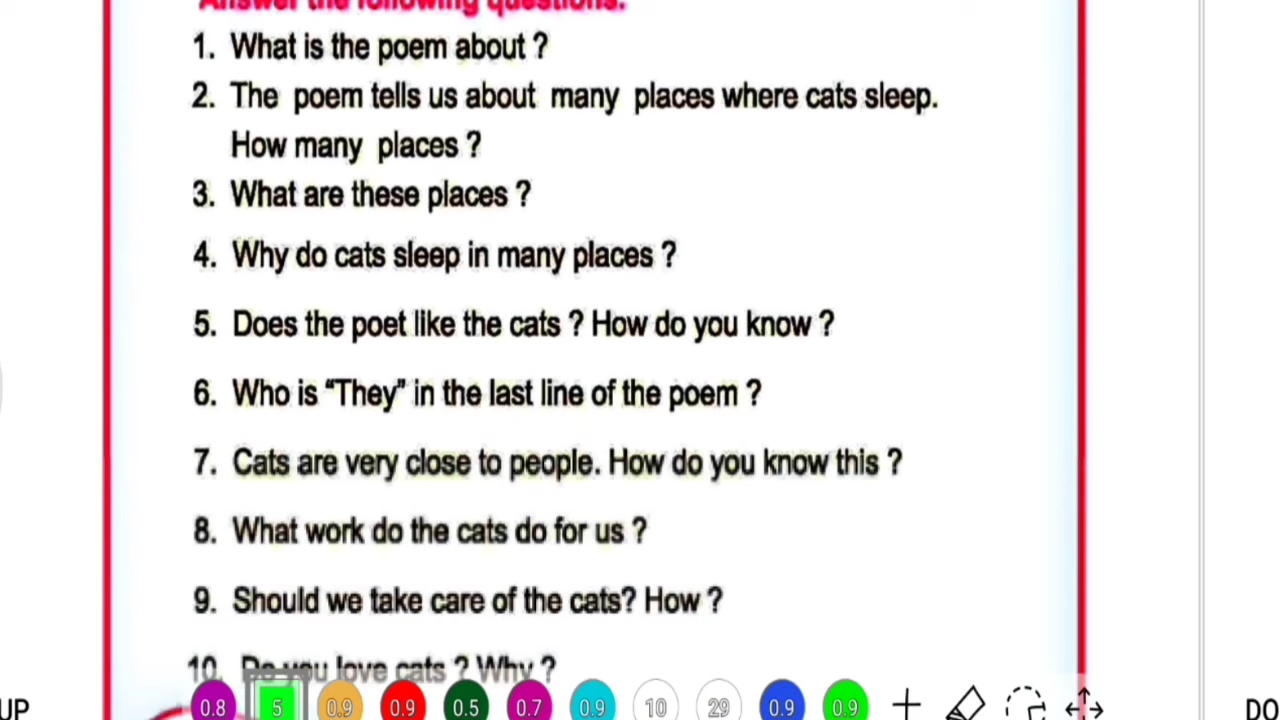 Answer the following questions.
1. What is the poem about ?
2. The poem tells us about many places where cats sleep.
How many places ?
3. What are these places ?
4. Why do cats sleep in many places ?
5. Does the poet like the cats ? How do you know ?
6. Who is “They” in the last line of the poem ?
7. Cats are very close to people. How do you know this ?
8. What work do the cats do for us ?
9. Should we take care of the cats? How ?
10. Do you love cats ? Why ?
UP 0.8 5 0.9 0.9 0.5 0.7 0.9 10 29 0.9 0.9 DO